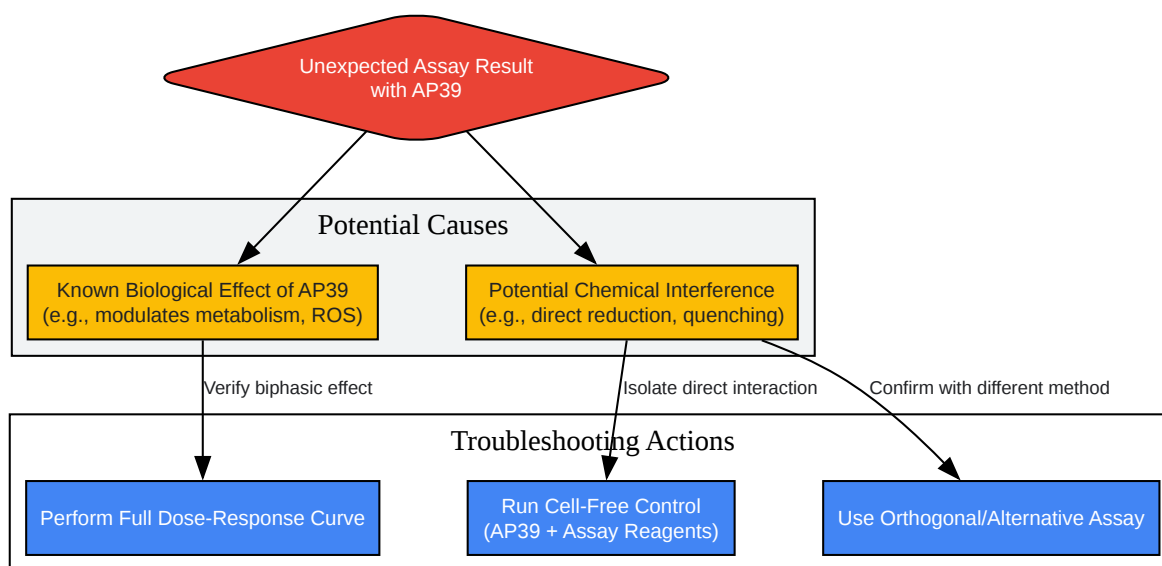 Unexpected Assay Result
with AP39
Potential Causes
Known Biological Effect of AP39
(e.g., modulates metabolism, ROS)
Potential Chemical Interference
(e.g., direct reduction, quenching)
Verify biphasic effect
Isolate direct interaction
Confirm with different method
Troubleshooting Actions
Perform Full Dose-Response Curve
Run Cell-Free Control
(AP39 + Assay Reagents)
Use Orthogonal/Alternative Assay